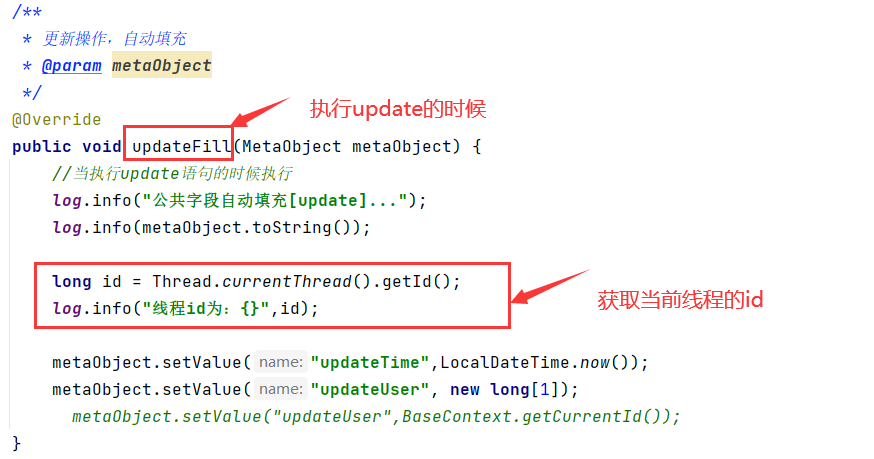 /**
 * 更新操作，自动填充
 * @param metaObject
 */
@Override
执行update的时候
public void updateFill(MetaObject metaObject) {
//当执行update语句的时候执行
log.info("公共字段自动填充[update]...");
log.info(metaObject.toString());
long id = Thread.currentThread().getId();
log.info("线程id为：{}",id);
获取当前线程的id
metaObject.setValue( name: "updateTime",LocalDateTime.now());
metaObject.setValue( name: "updateUser", new long[1]);
metaObject.setValue("updateUser",BaseContext.getCurrentId());
}